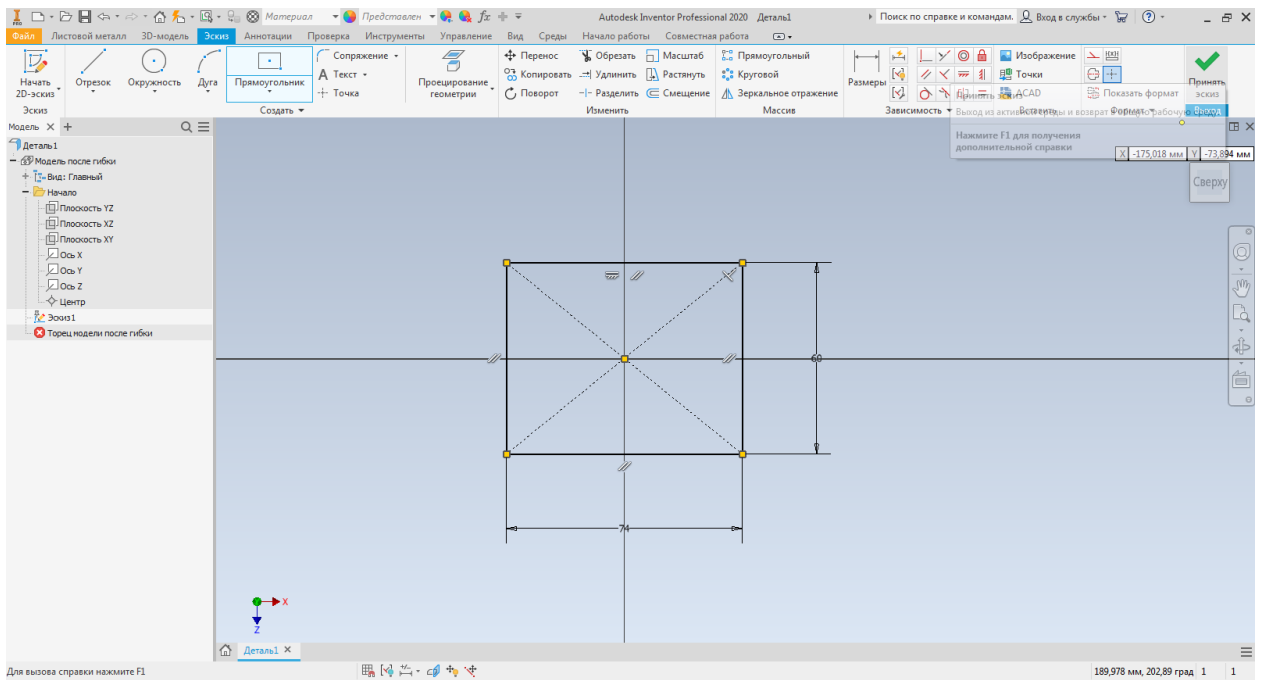 PRO Материал Представлен fx Autodesk Inventor Professional 2020 Деталь1 Поиск по справке и командам. Вход в службы
Файл Листовой металл 3D-модель Эскиз Аннотации Проверка Инструменты Управление Вид Среды Начало работы Совместная работа
Начать 2D-эскиз
Отрезок
Окружность
Дуга
Прямоугольник
Сопряжение
A Текст
Точка
Проецирование геометрии
Перенос
Копировать
Поворот
Обрезать
Удлинить
Разделить
Масштаб
Растянуть
Смещение
Прямоугольный
Круговой
Зеркальное отражение
Размеры
Изображение
Точки
ACAD
Показать формат
Принять эскиз
Эскиз Создать Изменить Массив Зависимость Вставить Формат Выход
Принять эскиз
Выход из активной среды и возврат в общую рабочую среду.
Нажмите F1 для получения
дополнительной справки
X -175,018 мм Y -73,894 мм
Сверху
Модель
Деталь1
Модель после гибки
Вид: Главный
Начало
Плоскость YZ
Плоскость XZ
Плоскость XY
Ось X
Ось Y
Ось Z
Центр
Эскиз1
Торец модели после гибки
60
74
X
Z
Деталь1
Для вызова справки нажмите F1
189,978 мм, 202,89 град 1 1